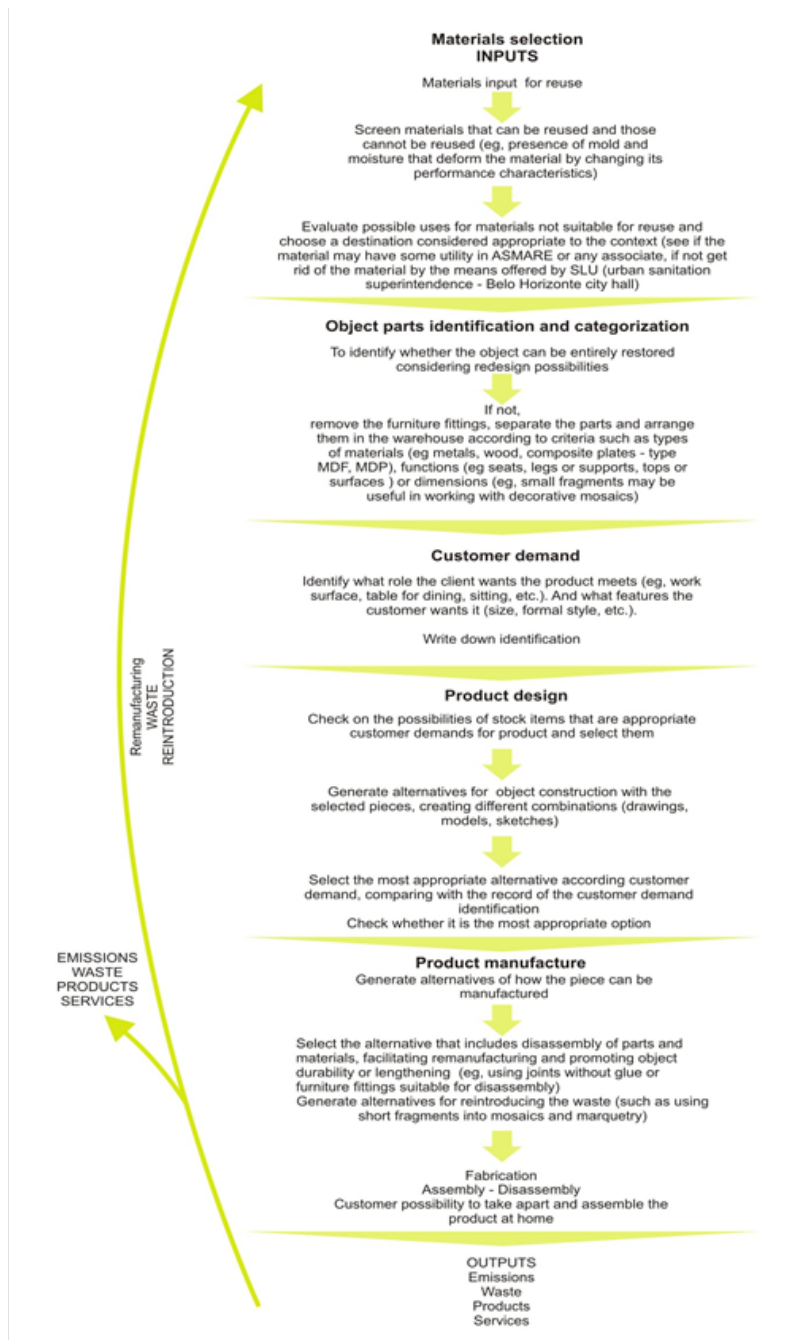 Materials selection
INPUTS
Materials input for reuse
Screen materials that can be reused and those
cannot be reused (eg, presence of mold and
moisture that deform the material by changing its
performance characteristics)
Evaluate possible uses for materials not suitable for reuse and
choose a destination considered appropriate to the context (see if the
material may have some utility in ASMARE or any associate, if not get
rid of the material by the means offered by SLU (urban sanitation
superintendence - Belo Horizonte city hall)
Object parts identification and categorization
To identify whether the object can be entirely restored
considering redesign possibilities
If not,
remove the furniture fittings, separate the parts and arrange
them in the warehouse according to criteria such as types
of materials (eg metals, wood, composite plates - type
MDF, MDP), functions (eg seats, legs or supports, tops or
surfaces ) or dimensions (eg, small fragments may be
useful in working with decorative mosaics)
Customer demand
Identify what role the client wants the product meets (eg, work
surface, table for dining, sitting, etc.). And what features the
customer wants it (size, formal style, etc.).
Write down identification
Product design
Check on the possibilities of stock items that are appropriate
customer demands for product and select them
Generate alternatives for object construction with the
selected pieces, creating different combinations (drawings,
models, sketches)
Select the most appropriate alternative according customer
demand, comparing with the record of the customer demand
identification
Check whether it is the most appropriate option
Product manufacture
Generate alternatives of how the piece can be
manufactured
Select the alternative that includes disassembly of parts and
materials, facilitating remanufacturing and promoting object
durability or lengthening (eg, using joints without glue or
furniture fittings suitable for disassembly)
Generate alternatives for reintroducing the waste (such as using
short fragments into mosaics and marquetry)
Fabrication
Assembly - Disassembly
Customer possibility to take apart and assemble the
product at home
OUTPUTS
Emissions
Waste
Products
Services
Remanufacturing
WASTE
REINTRODUCTION
EMISSIONS
WASTE
PRODUCTS
SERVICES